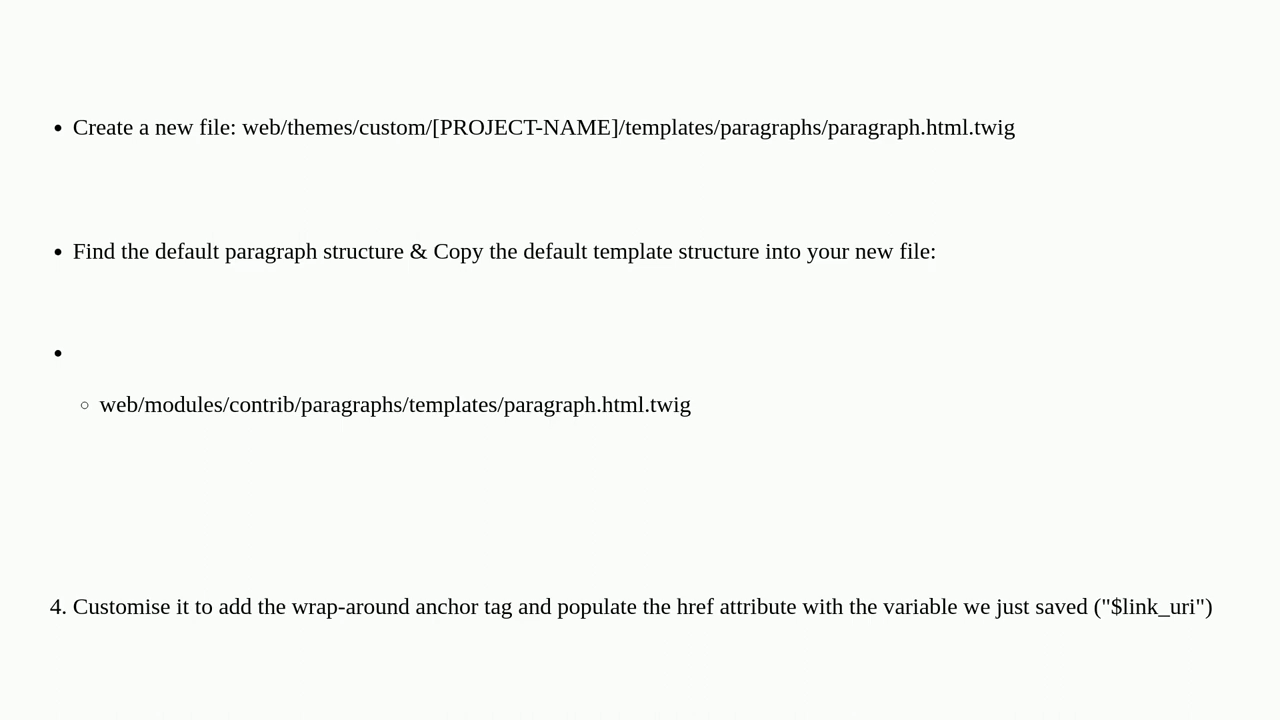 • Create a new file: web/themes/custom/[PROJECT-NAME]/templates/paragraphs/paragraph.html.twig
• Find the default paragraph structure & Copy the default template structure into your new file:
•
◦ web/modules/contrib/paragraphs/templates/paragraph.html.twig
4. Customise it to add the wrap-around anchor tag and populate the href attribute with the variable we just saved ("$link_uri")